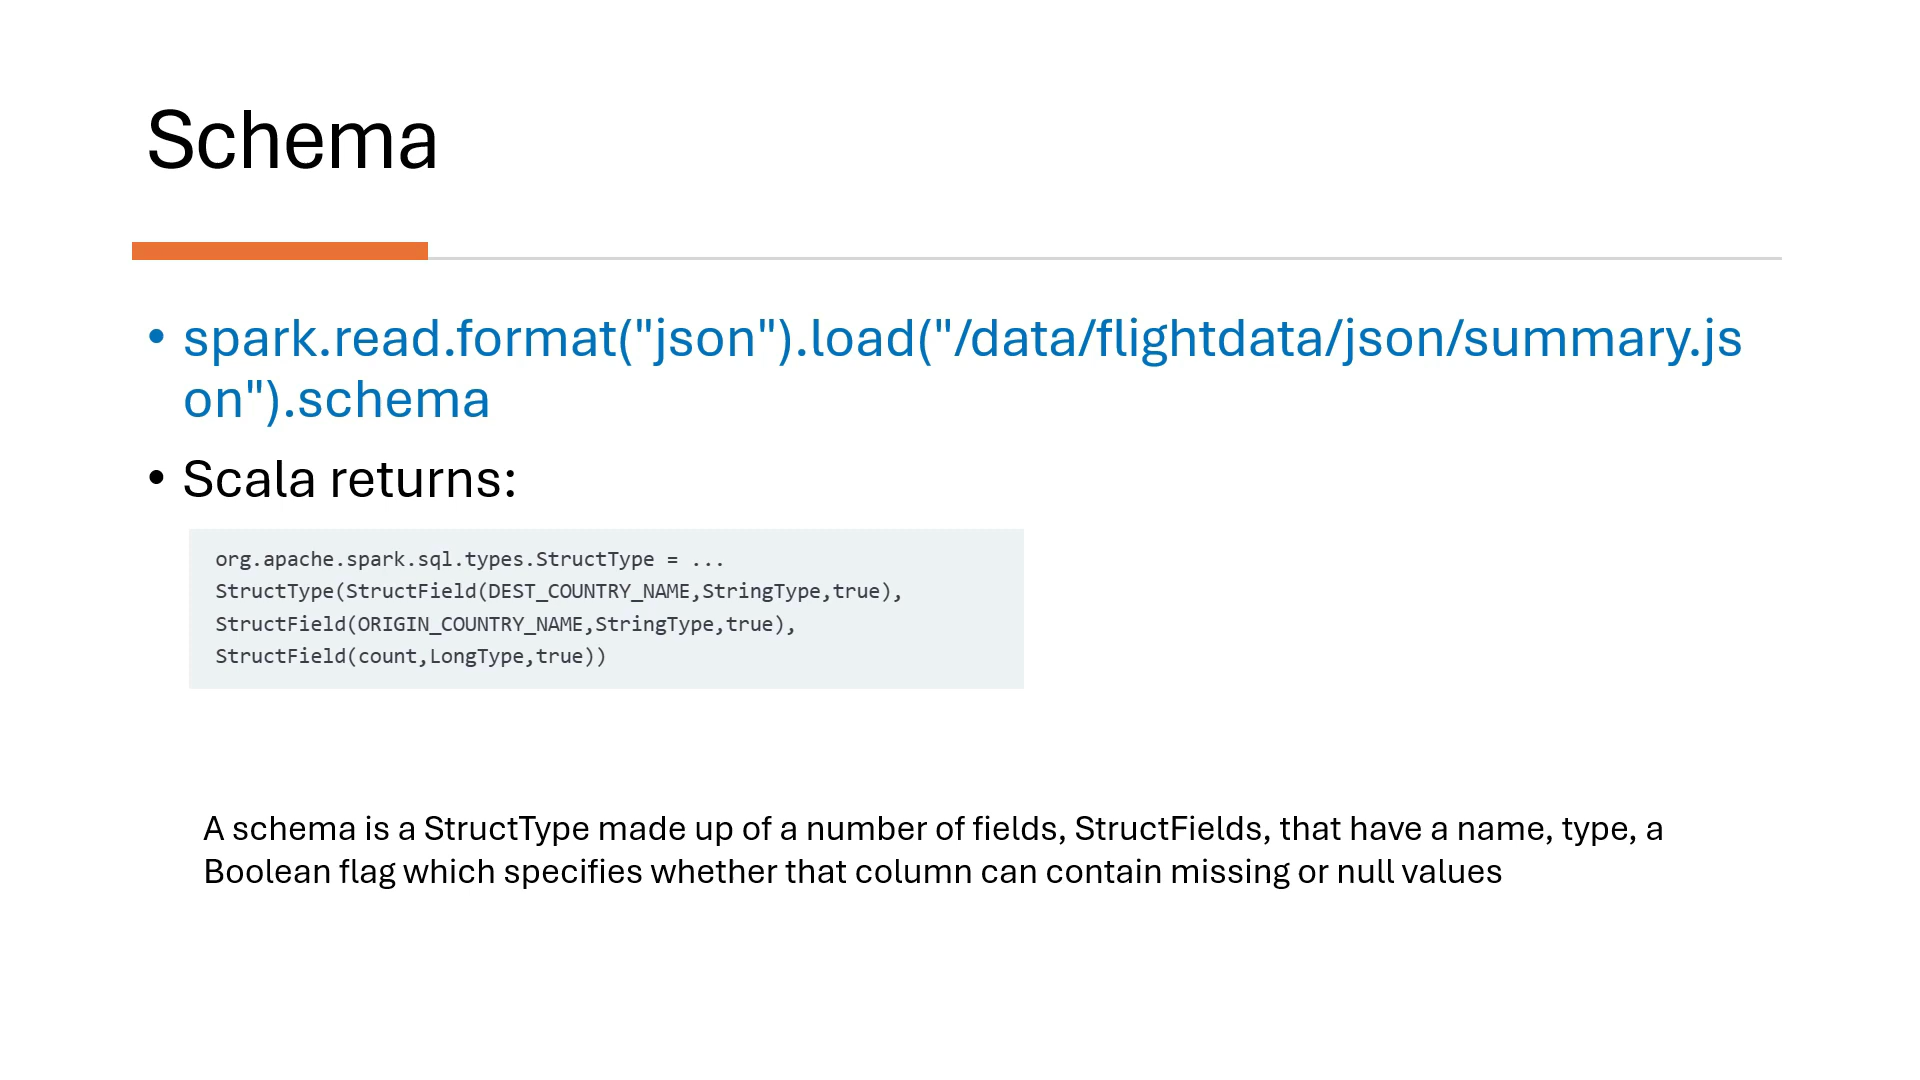 Schema
• spark.read.format("json").load("/data/flightdata/json/summary.js
on").schema
• Scala returns:
org.apache.spark.sql.types.StructType = ...
StructType(StructField(DEST_COUNTRY_NAME,StringType,true),
StructField(ORIGIN_COUNTRY_NAME,StringType,true),
StructField(count,LongType,true))
A schema is a StructType made up of a number of fields, StructFields, that have a name, type, a
Boolean flag which specifies whether that column can contain missing or null values